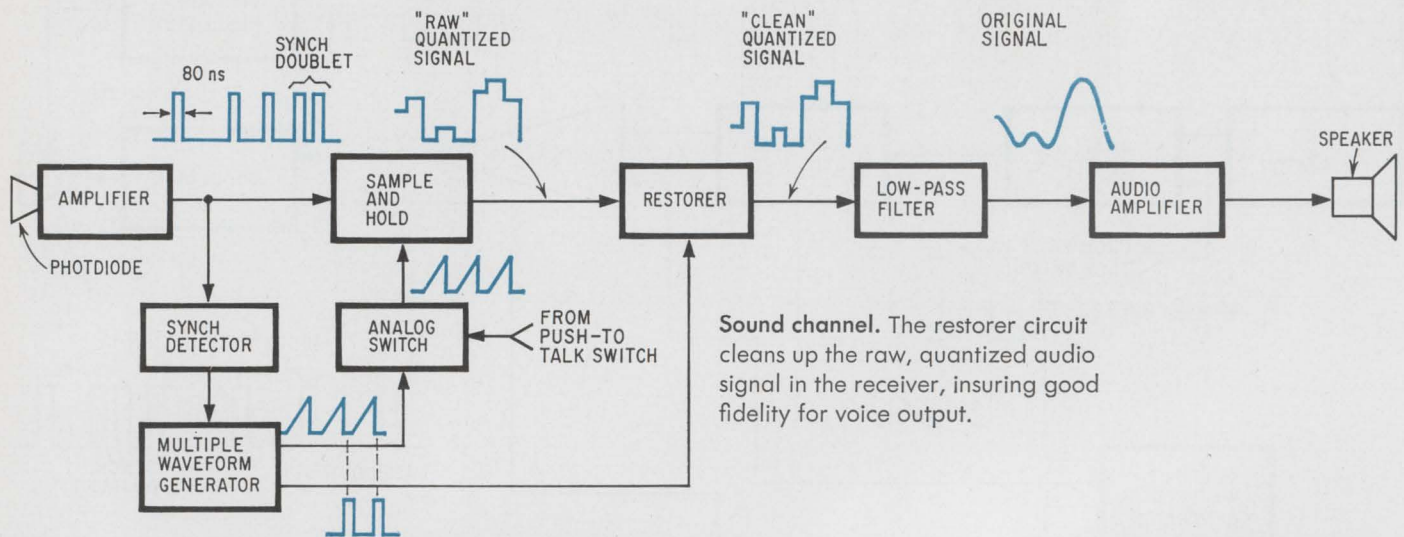 "RAW"
QUANTIZED
SIGNAL
"CLEAN"
QUANTIZED
SIGNAL
ORIGINAL
SIGNAL
SYNCH
DOUBLET
80 ns
SPEAKER
AMPLIFIER
SAMPLE
AND
HOLD
RESTORER
LOW-PASS
FILTER
AUDIO
AMPLIFIER
PHOTDIODE
SYNCH
DETECTOR
ANALOG
SWITCH
FROM
PUSH-TO
TALK SWITCH
MULTIPLE
WAVEFORM
GENERATOR
Sound channel. The restorer circuit
cleans up the raw, quantized audio
signal in the receiver, insuring good
fidelity for voice output.